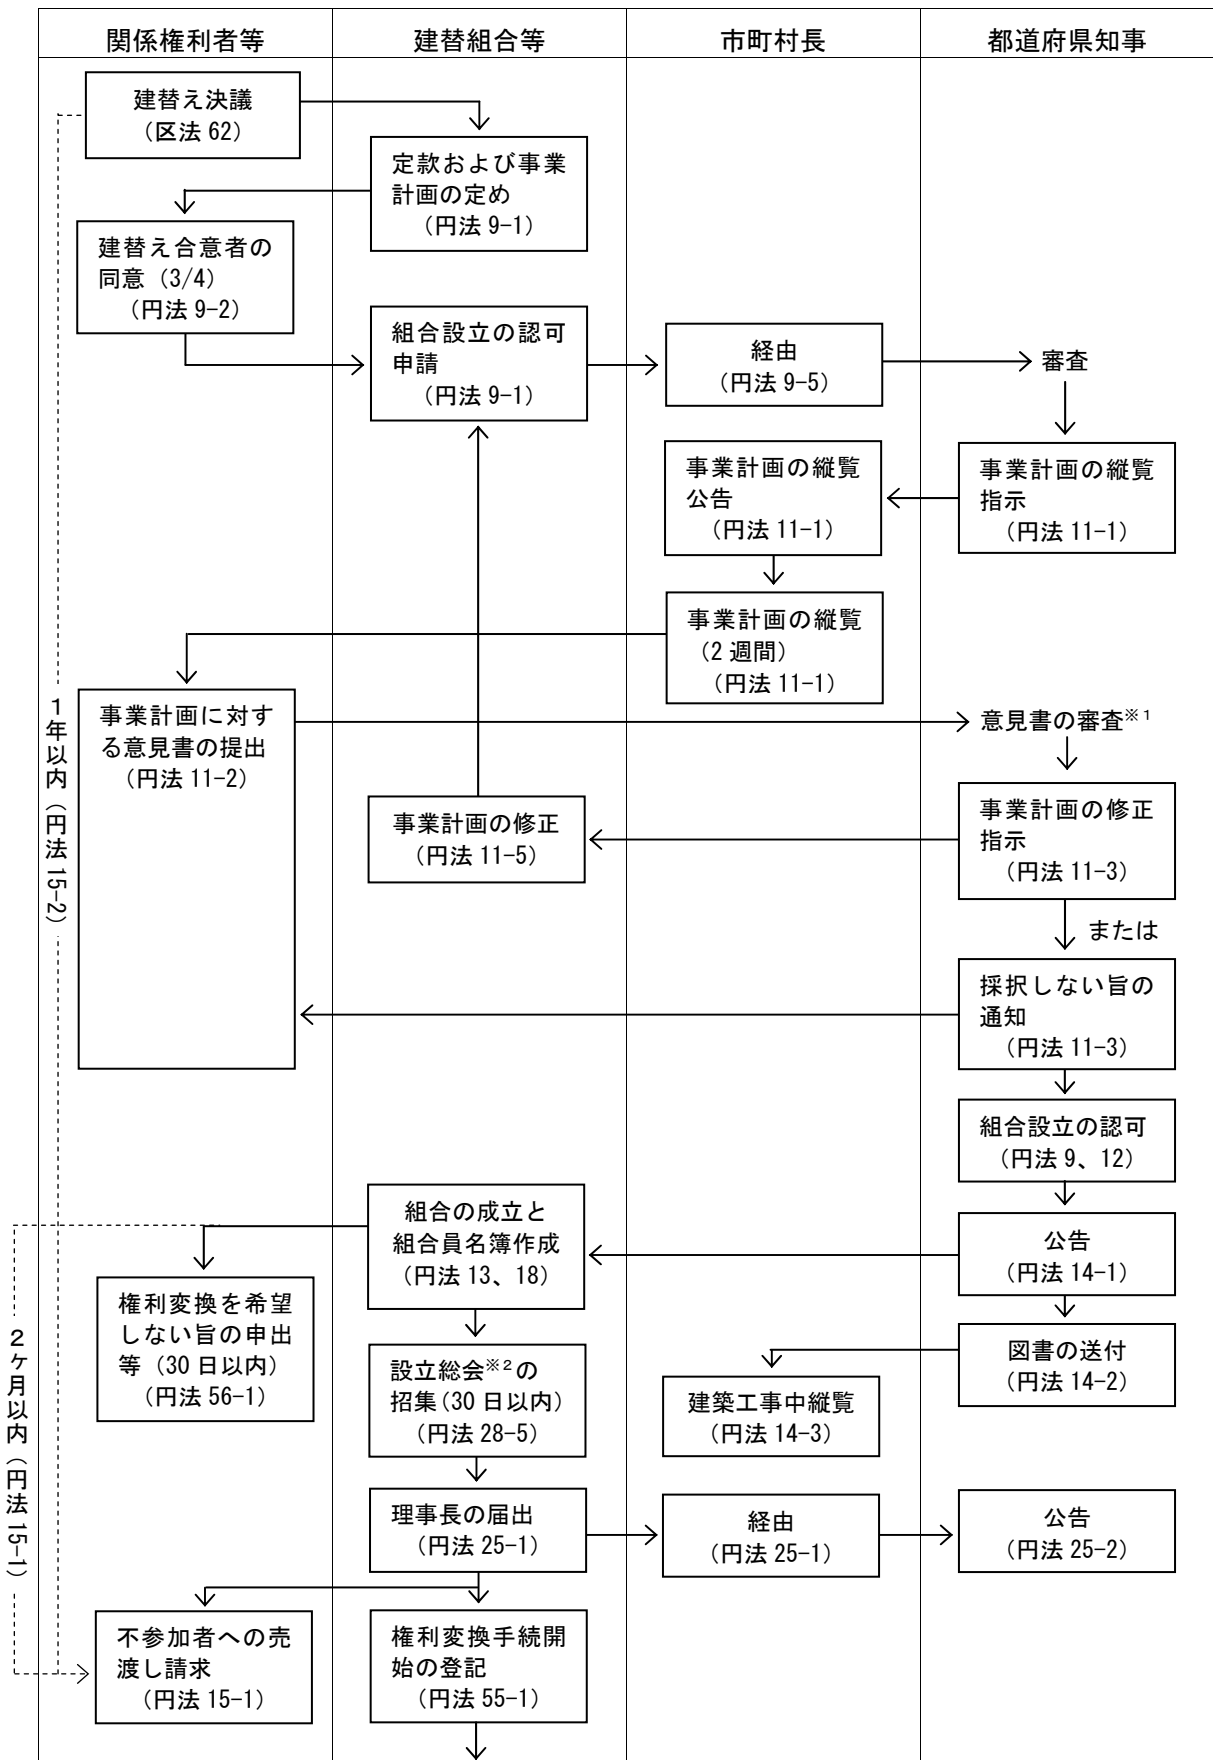 関係権利者等
建替組合等
市町村長
都道府県知事
建替え決議
（区法 62）
定款および事業
計画の定め
（円法 9-1）
建替え合意者の
同意（3/4）
（円法 9-2）
組合設立の認可
申請
（円法 9-1）
経由
（円法 9-5）
審査
事業計画の縦覧
指示
（円法 11-1）
事業計画の縦覧
公告
（円法 11-1）
事業計画の縦覧
（2 週間）
（円法 11-1）
事業計画に対す
る意見書の提出
（円法 11-2）
意見書の審査※1
事業計画の修正
指示
（円法 11-3）
事業計画の修正
（円法 11-5）
または
採択しない旨の
通知
（円法 11-3）
組合設立の認可
（円法 9、12）
公告
（円法 14-1）
組合の成立と
組合員名簿作成
（円法 13、18）
権利変換を希望
しない旨の申出
等（30 日以内）
（円法 56-1）
図書の送付
（円法 14-2）
設立総会※2の
招集（30 日以内）
（円法 28-5）
建築工事中縦覧
（円法 14-3）
理事長の届出
（円法 25-1）
経由
（円法 25-1）
公告
（円法 25-2）
不参加者への売
渡し請求
（円法 15-1）
権利変換手続開
始の登記
（円法 55-1）
1年以内（円法 15-2）
2ヶ月以内（円法 15-1）